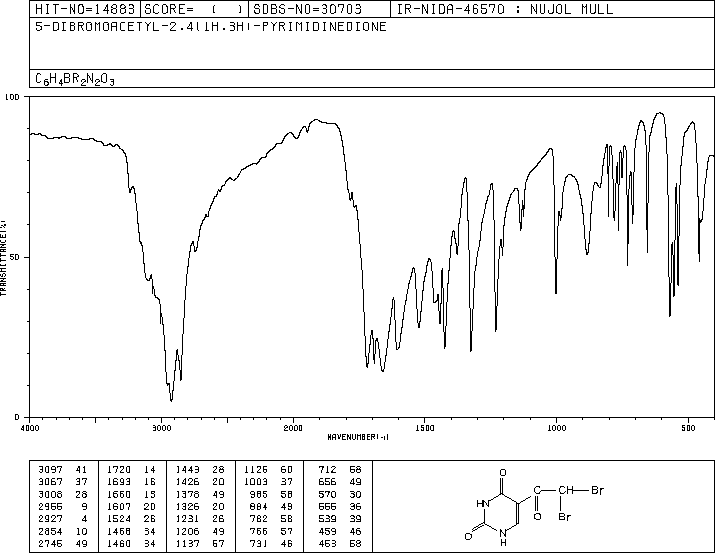 HIT-NO=14883 SCORE= ( ) SDBS-NO=30703 IR-NIDA-46570 : NUJOL MULL
5-DIBROMOACETYL-2,4(1H,3H)-PYRIMIDINEDIONE
C6H4BR2N2O3
100
50
0
TRANSMITTANCE(%)
4000 3000 2000 1500 1000 500
WAVENUMBER(-1)
3097 41 1720 14 1443 28 1126 60 712 58
3067 37 1693 16 1426 20 1003 37 656 49
3008 28 1660 15 1378 49 985 58 570 30
2955 9 1607 20 1326 20 884 49 555 36
2927 4 1524 26 1231 26 782 58 539 39
2854 10 1468 34 1206 49 766 57 459 46
2745 49 1460 34 1137 57 731 46 453 58
O
C CH Br
HN O Br
O N
H